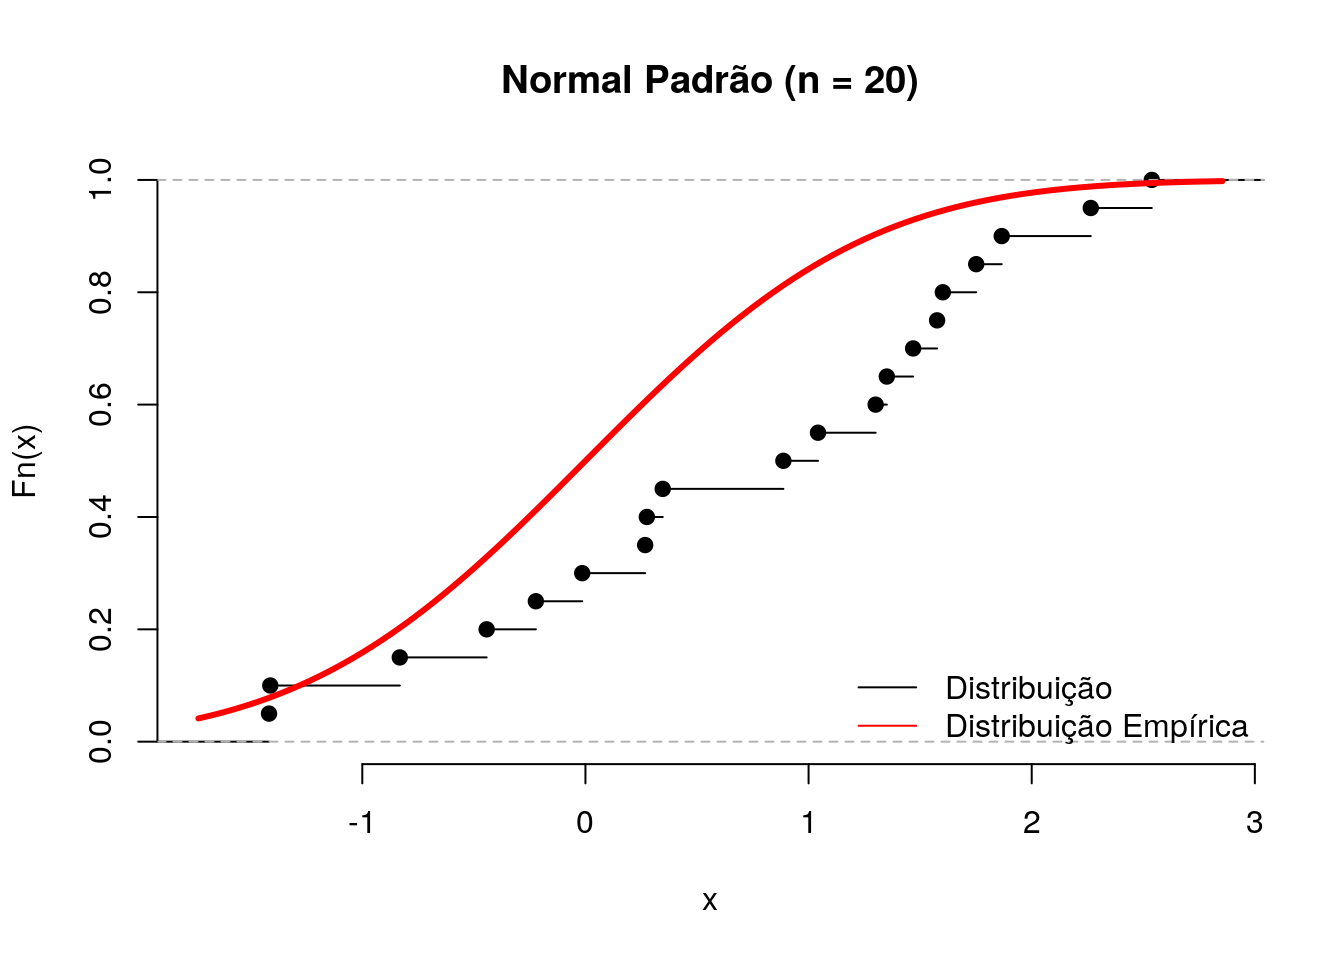 Normal Padrão (n = 20)
Fn(x)
1.0
0.8
0.6
0.4
0.2
0.0
Distribuição
Distribuição Empírica
-1 0 1 2 3
x